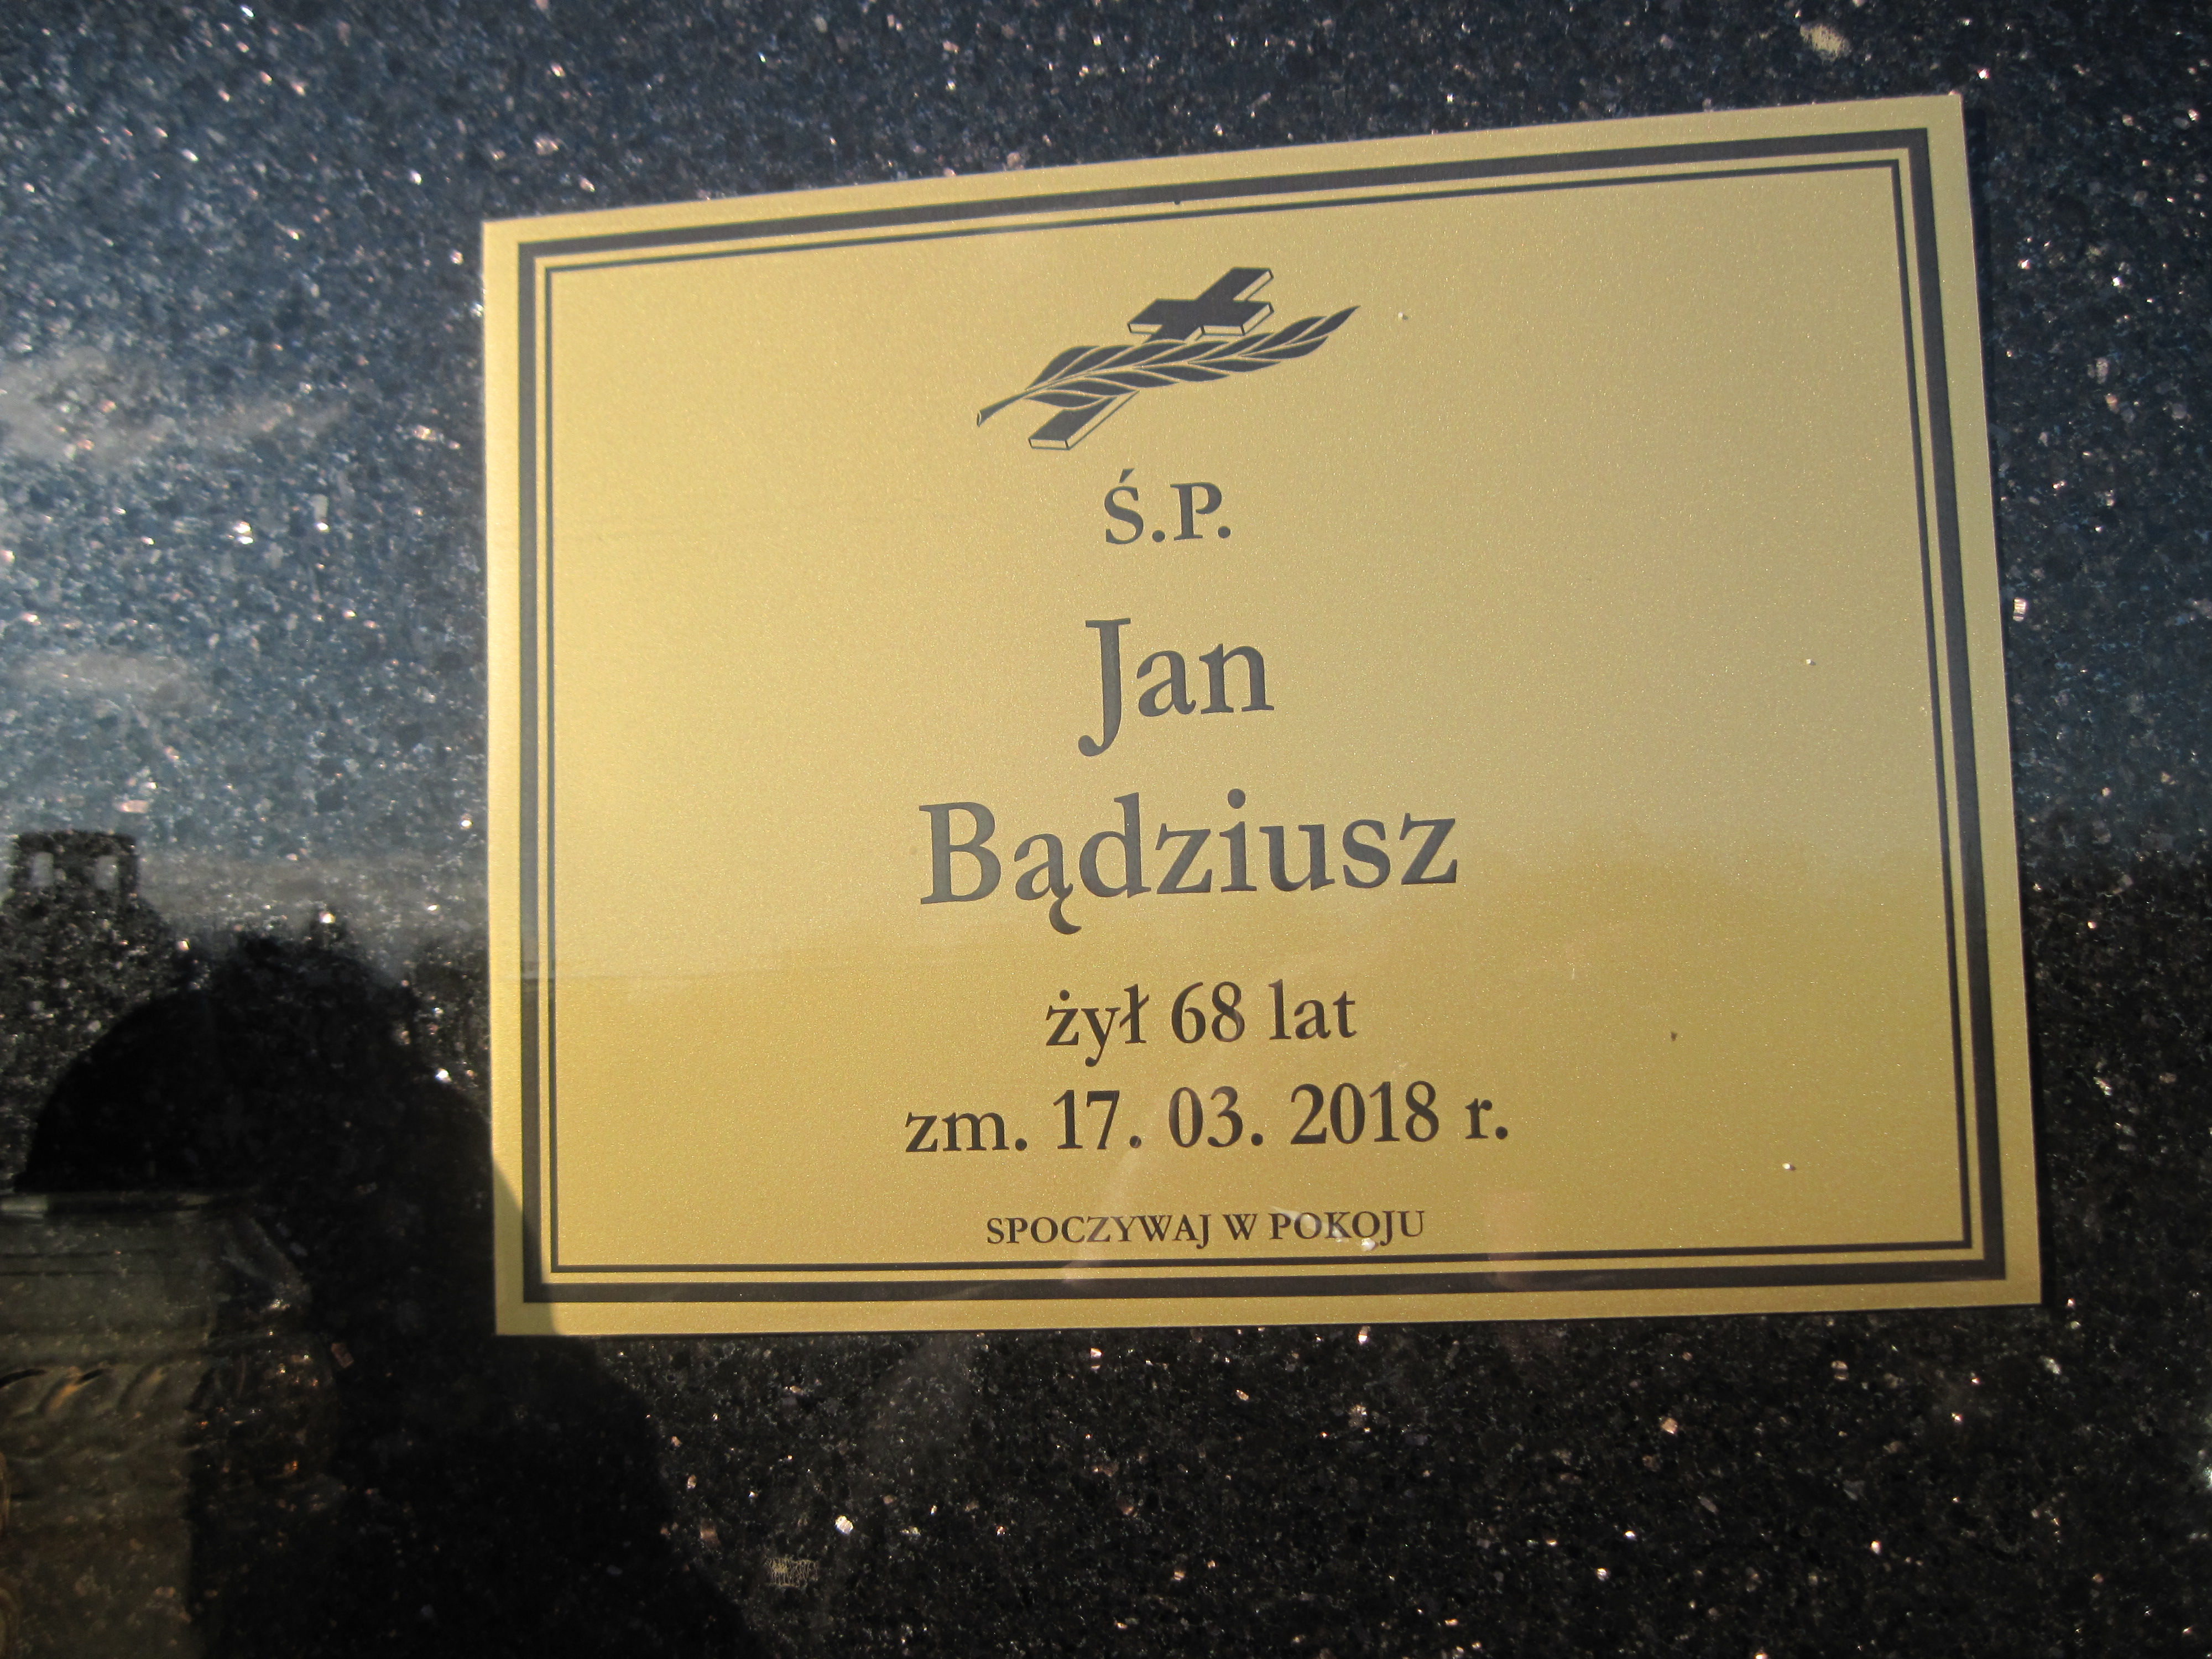 Ś.P.
Jan
Bądziusz
żył 68 lat
zm. 17. 03. 2018 r.
SPOCZYWAJ W POKOJU